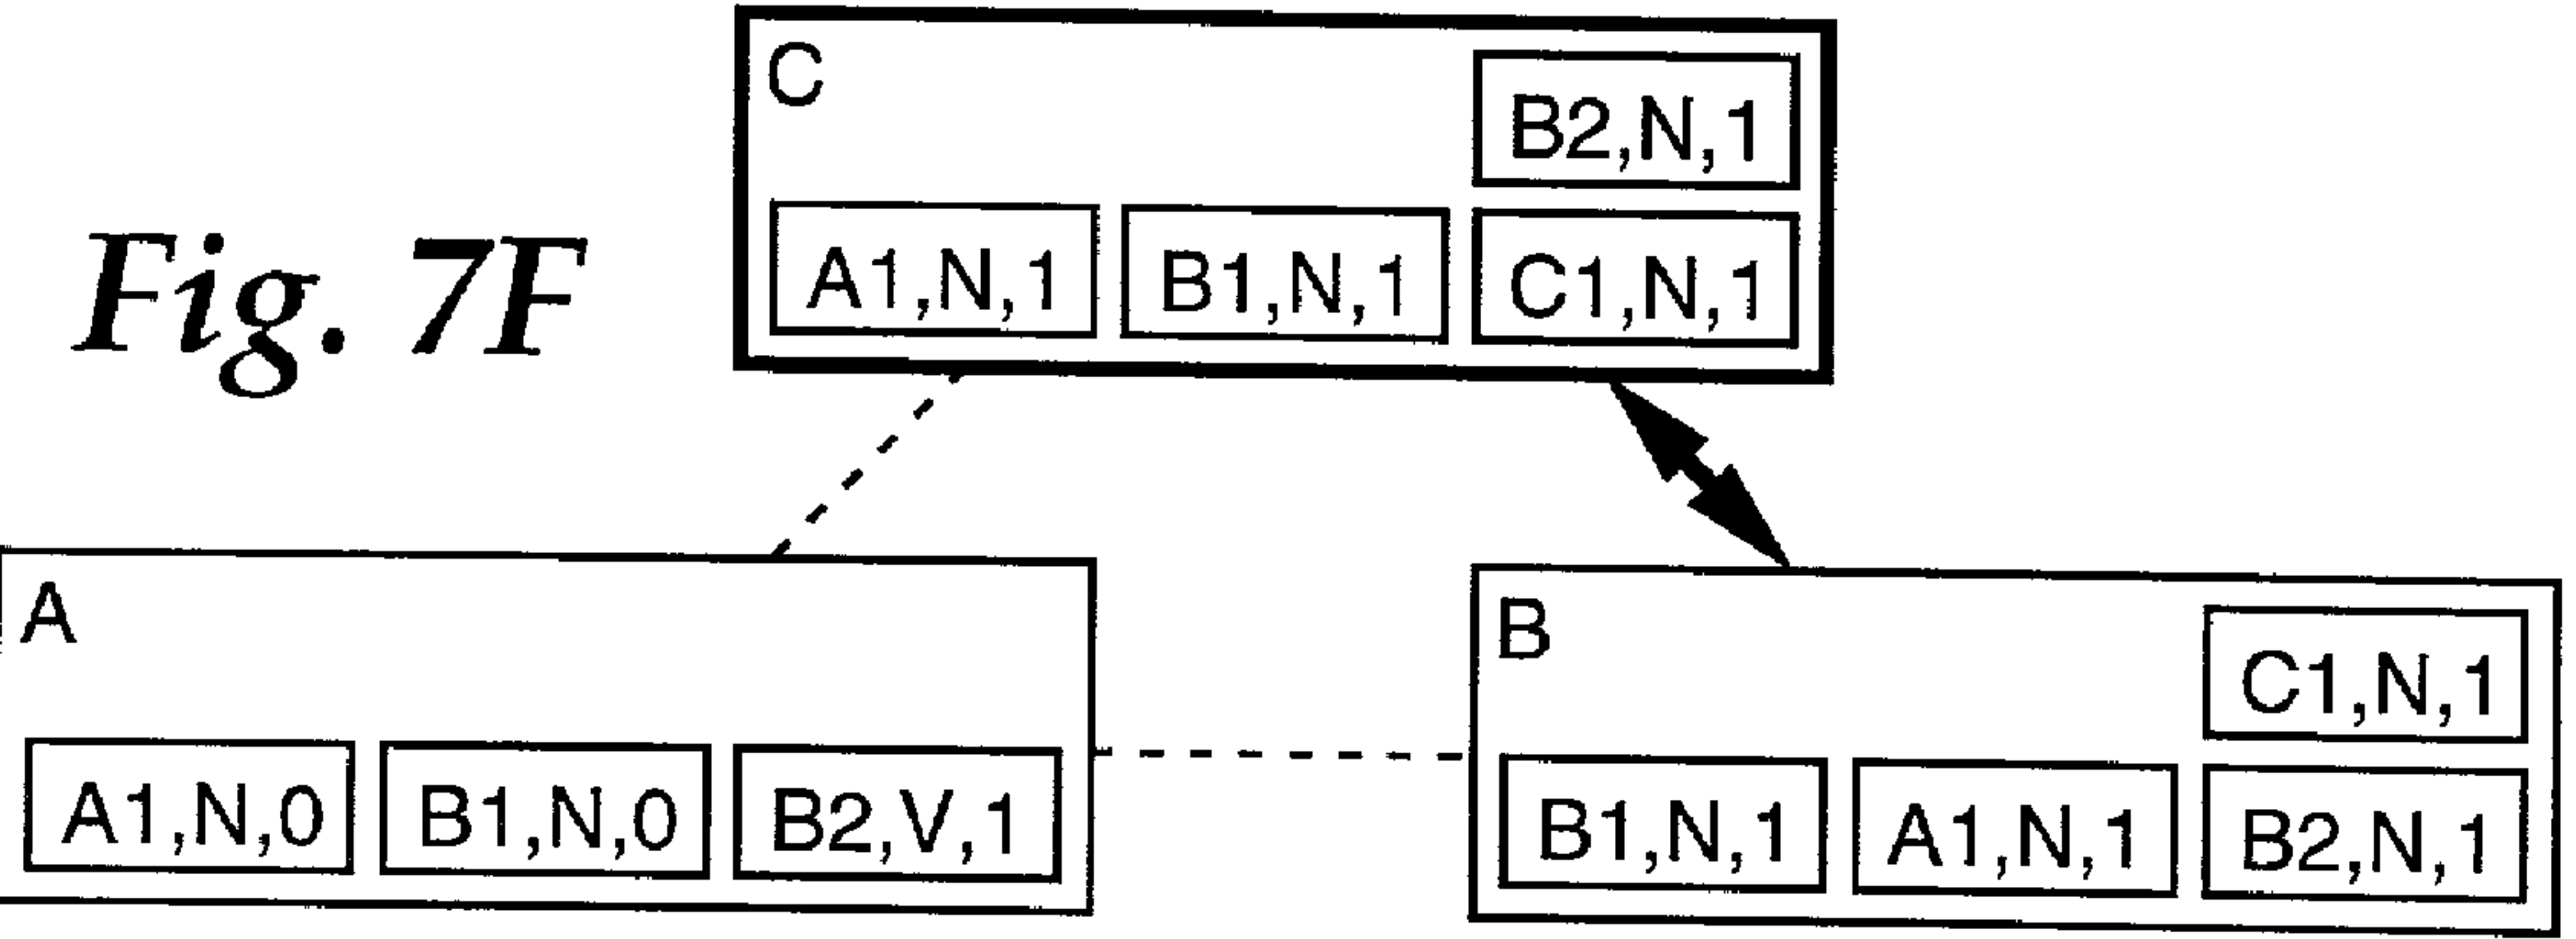 C
B2,N,1
Fig. 7F
A1,N,1 B1,N,1 C1,N,1
A
B
C1,N,1
A1,N,0 B1,N,0 B2,V,1
B1,N,1 A1,N,1 B2,N,1